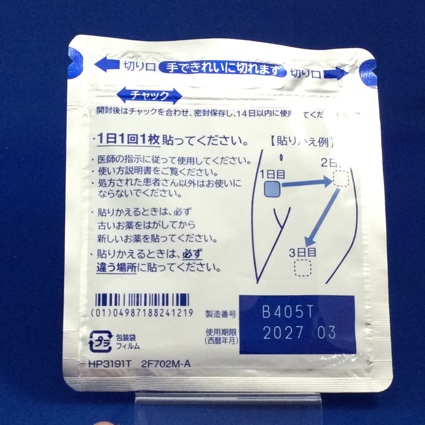 切り口 手できれいに切れます 切り口
チャック
開封後はチャックを合わせ、密封保存し、14日以内に使用してください。
・1日1回1枚貼ってください。
・医師の指示に従って使用してください。
・使い方説明書をご覧ください。
・処方された患者さん以外はお使いに
ならないでください。
・貼りかえるときは、必ず
古いお薬をはがしてから
新しいお薬を貼ってください。
・貼りかえるときは、必ず
違う場所に貼ってください。
【貼りかえ例】
1日目
2日
3日目
(01)04987188241219
プラ
包装袋
フィルム
製造番号
B405T
使用期限
(西暦年月)
2027 03
HP3191T 2F702M-A